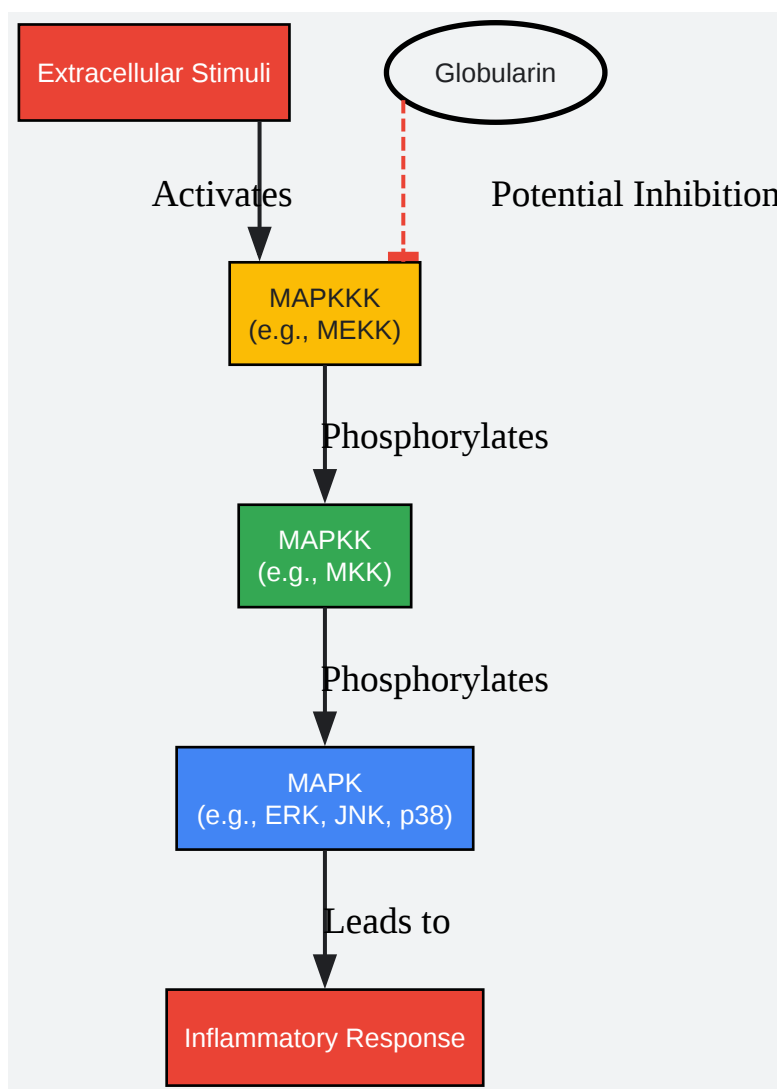 Extracellular Stimuli
Globularin
Activates
Potential Inhibition
MAPKKK
(e.g., MEKK)
Phosphorylates
MAPKK
(e.g., MKK)
Phosphorylates
MAPK
(e.g., ERK, JNK, p38)
Leads to
Inflammatory Response